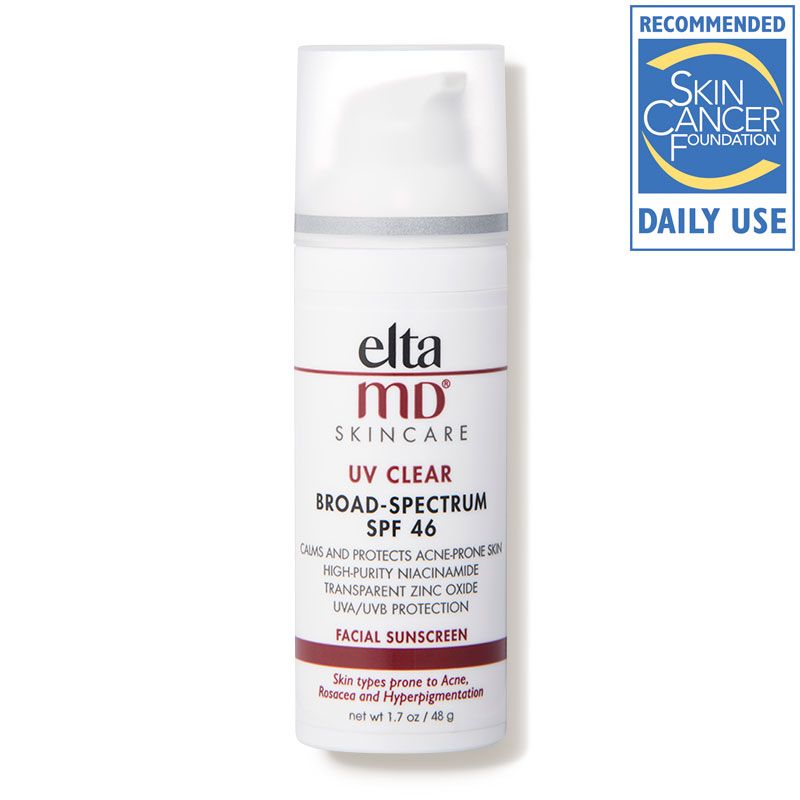 RECOMMENDED
SKIN
CANCER
FOUNDATION
DAILY USE
elta
MD®
SKINCARE
UV CLEAR
BROAD-SPECTRUM
SPF 46
CALMS AND PROTECTS ACNE-PRONE SKIN
HIGH-PURITY NIACINAMIDE
TRANSPARENT ZINC OXIDE
UVA/UVB PROTECTION
FACIAL SUNSCREEN
Skin types prone to Acne,
Rosacea and Hyperpigmentation
net wt 1.7 oz / 48 g